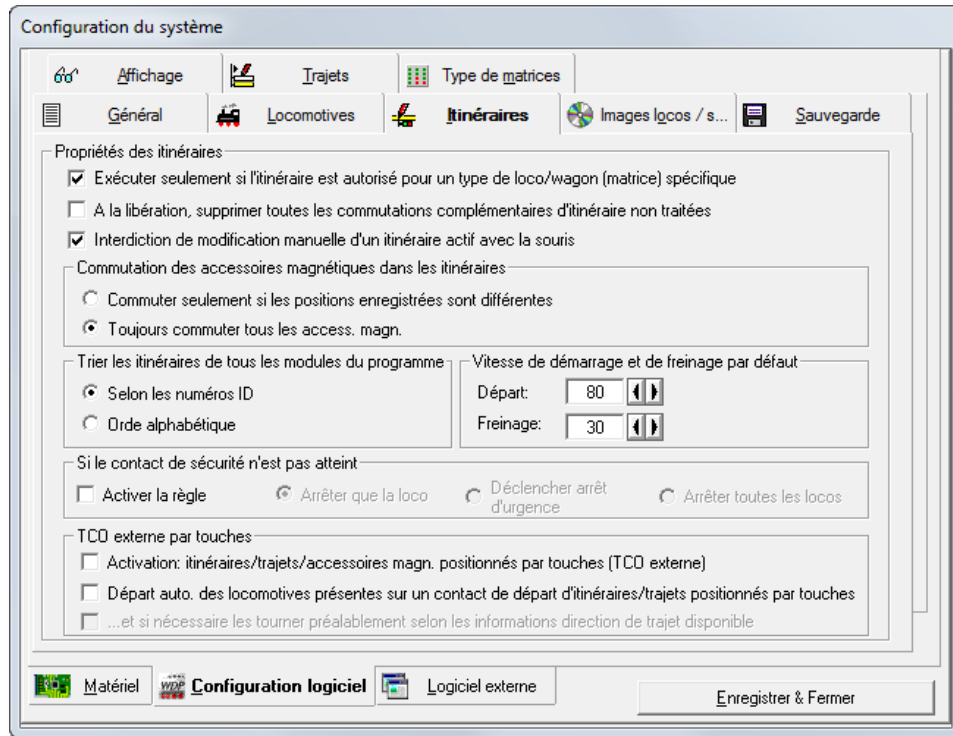 Configuration du système
Affichage
Trajets
Type de matrices
Général
Locomotives
Itinéraires
Images locos / s...
Sauvegarde
Propriétés des itinéraires
Exécuter seulement si l'itinéraire est autorisé pour un type de loco/wagon (matrice) spécifique
A la libération, supprimer toutes les commutations complémentaires d'itinéraire non traitées
Interdiction de modification manuelle d'un itinéraire actif avec la souris
Commutation des accessoires magnétiques dans les itinéraires
Commuter seulement si les positions enregistrées sont différentes
Toujours commuter tous les access. magn.
Trier les itinéraires de tous les modules du programme
Selon les numéros ID
Orde alphabétique
Vitesse de démarrage et de freinage par défaut
Départ: 80
Freinage: 30
Si le contact de sécurité n'est pas atteint
Activer la règle
Arrêter que la loco
Déclencher arrêt
d'urgence
Arrêter toutes les locos
TCO externe par touches
Activation: itinéraires/trajets/accessoires magn. positionnés par touches (TCO externe)
Départ auto. des locomotives présentes sur un contact de départ d'itinéraires/trajets positionnés par touches
...et si nécessaire les tourner préalablement selon les informations direction de trajet disponible
Matériel
WDP
Configuration logiciel
Logiciel externe
Enregistrer & Fermer